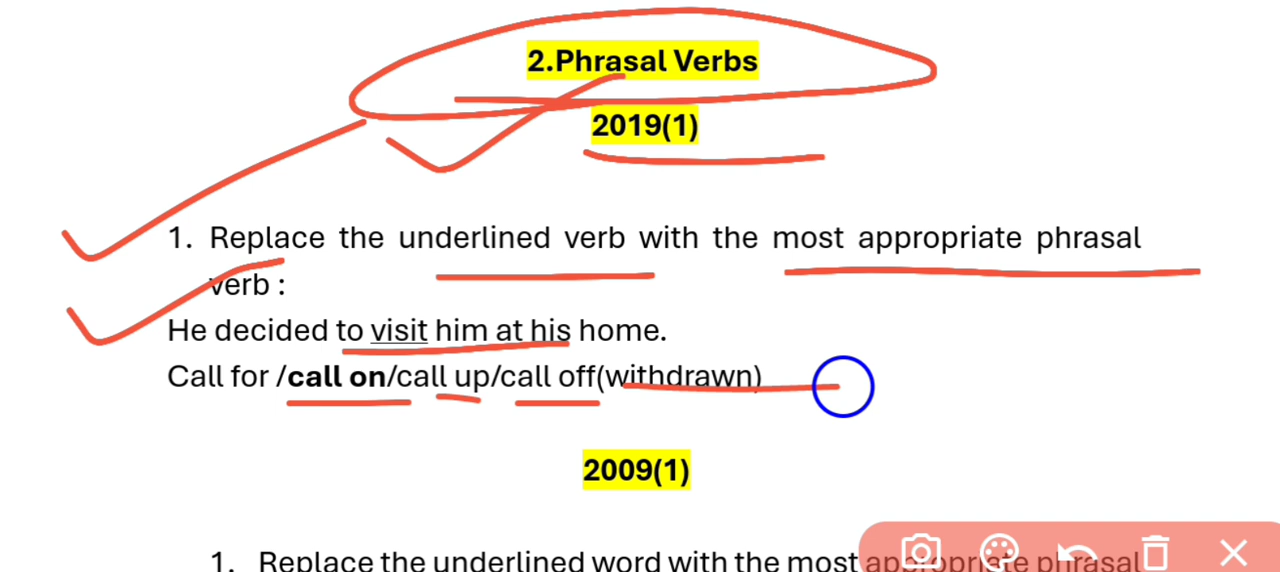 2.Phrasal Verbs
2019(1)
1. Replace the underlined verb with the most appropriate phrasal
verb :
He decided to visit him at his home.
Call for /call on/call up/call off(withdrawn)
2009(1)
1. Replace the underlined word with the most appropriate phrasal